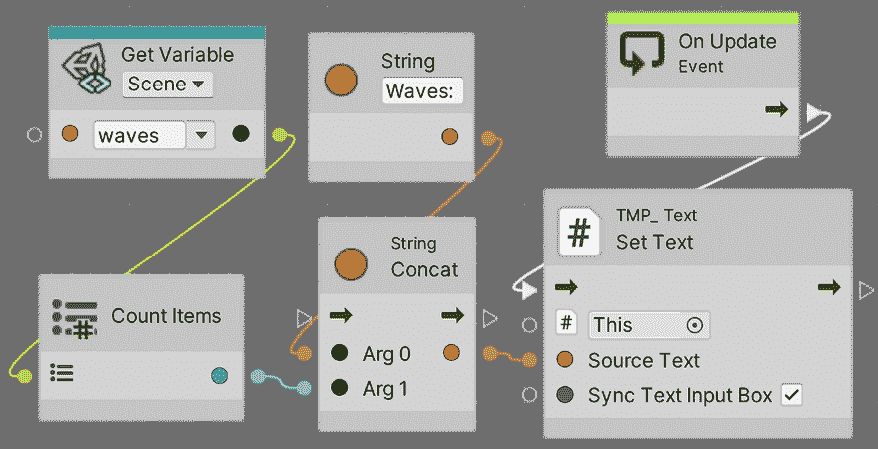 Get Variable
Scene
waves
String
Waves:
On Update
Event
Count Items
String
Concat
Arg 0
Arg 1
TMP_ Text
Set Text
#
#
This
Source Text
Sync Text Input Box